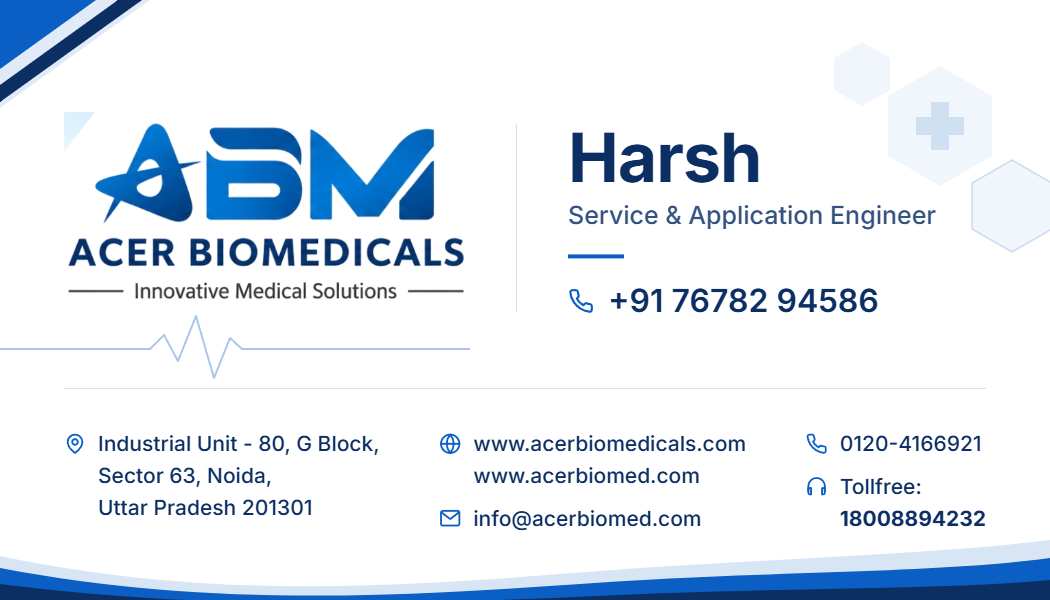 ABM
ACER BIOMEDICALS
Innovative Medical Solutions
Harsh
Service & Application Engineer
+91 76782 94586
Industrial Unit - 80, G Block,
Sector 63, Noida,
Uttar Pradesh 201301
www.acerbiomedicals.com
www.acerbiomed.com
info@acerbiomed.com
0120-4166921
Tollfree:
18008894232